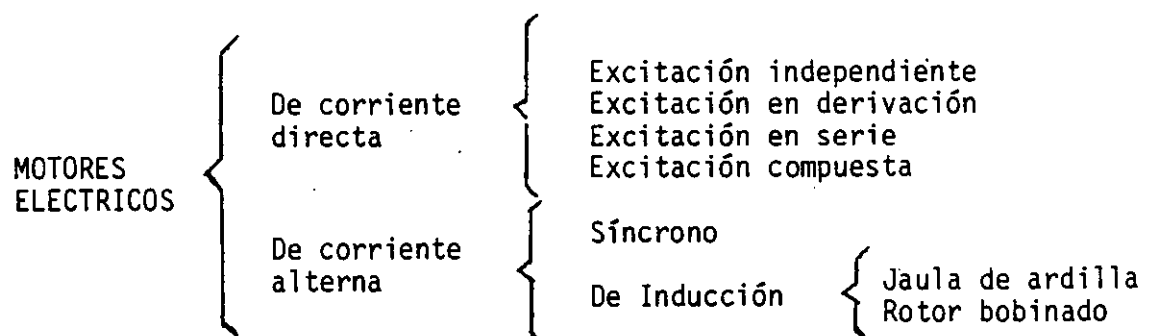 MOTORES
ELECTRICOS
De corriente
directa
Excitación independiente
Excitación en derivación
Excitación en serie
Excitación compuesta
De corriente
alterna
Síncrono
De Inducción
Jaula de ardilla
Rotor bobinado